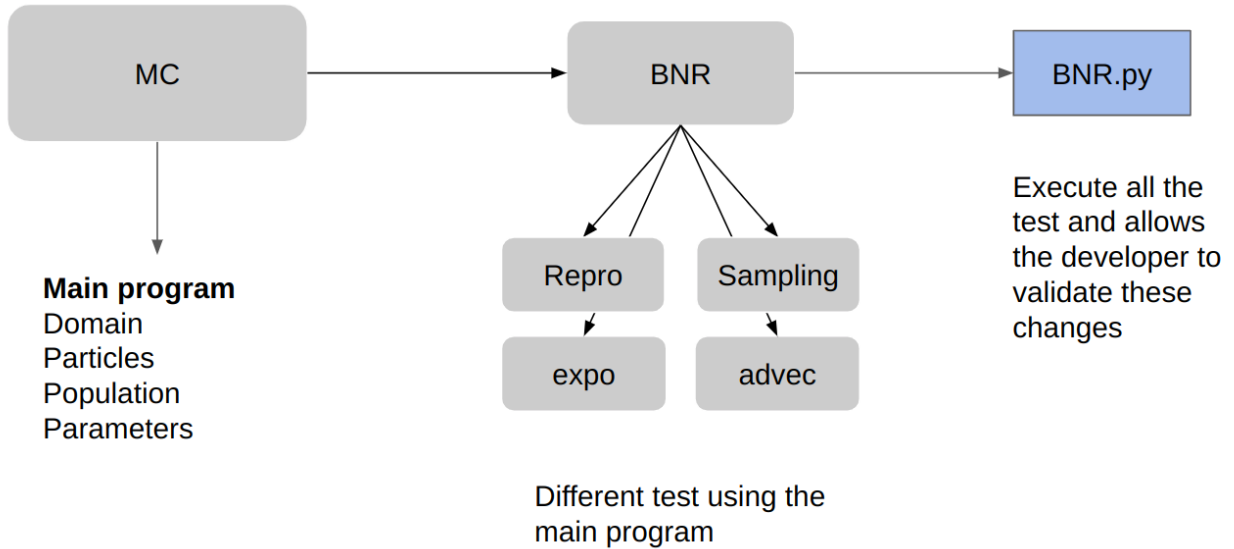 MC
BNR
BNR.py
Main program
Domain
Particles
Population
Parameters
Repro
Sampling
expo
advec
Different test using the
main program
Execute all the
test and allows
the developer to
validate these
changes